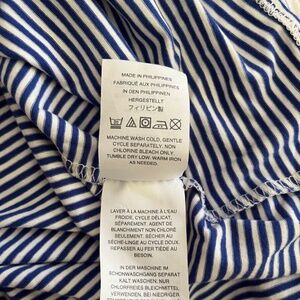 MADE IN PHILIPPINES
FABRIQUÉ AUX PHILIPPINES
IN DEN PHILIPPINEN
HERGESTELLT
フィリピン製
MACHINE WASH COLD, GENTLE
CYCLE SEPARATELY. NON
CHLORINE BLEACH ONLY
TUMBLE DRY LOW. WARM IRON
AS NEEDED.
LAVER À LA MACHINE À L'EAU
FROIDE, CYCLE DÉLICAT,
SÉPARÉMENT. AGENT DE
BLANCHIMENT NON CHLORÉ
SEULEMENT. SÉCHER AU
SÈCHE-LINGE AU CYCLE DOUX.
REPASSER AU FER TIÈDE AU
BESOIN.
IN DER MASCHINE IM
SCHONWASCHGANG SEPARAT
KALT WASCHEN. NUR
CHLORFREIES BLEICHMITTEL
VERWENDEN. BEI NIEDRIGER